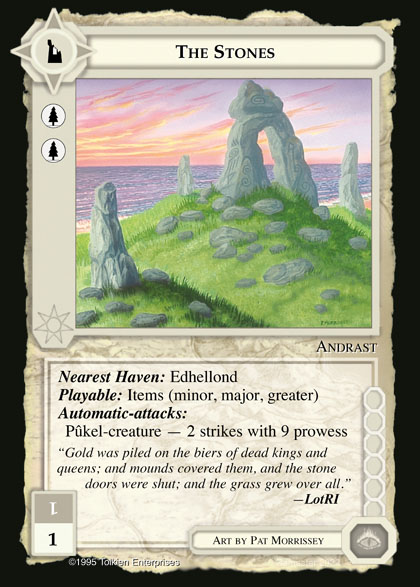 THE STONES
ANDRAST
Nearest Haven: Edhellond
Playable: Items (minor, major, greater)
Automatic-attacks:
Pûkel-creature — 2 strikes with 9 prowess
“Gold was piled on the biers of dead kings and
queens; and mounds covered them, and the stone
doors were shut; and the grass grew over all.”
—LotRI
1
1
ART BY PAT MORRISSEY
©1995 Tolkien Enterprises